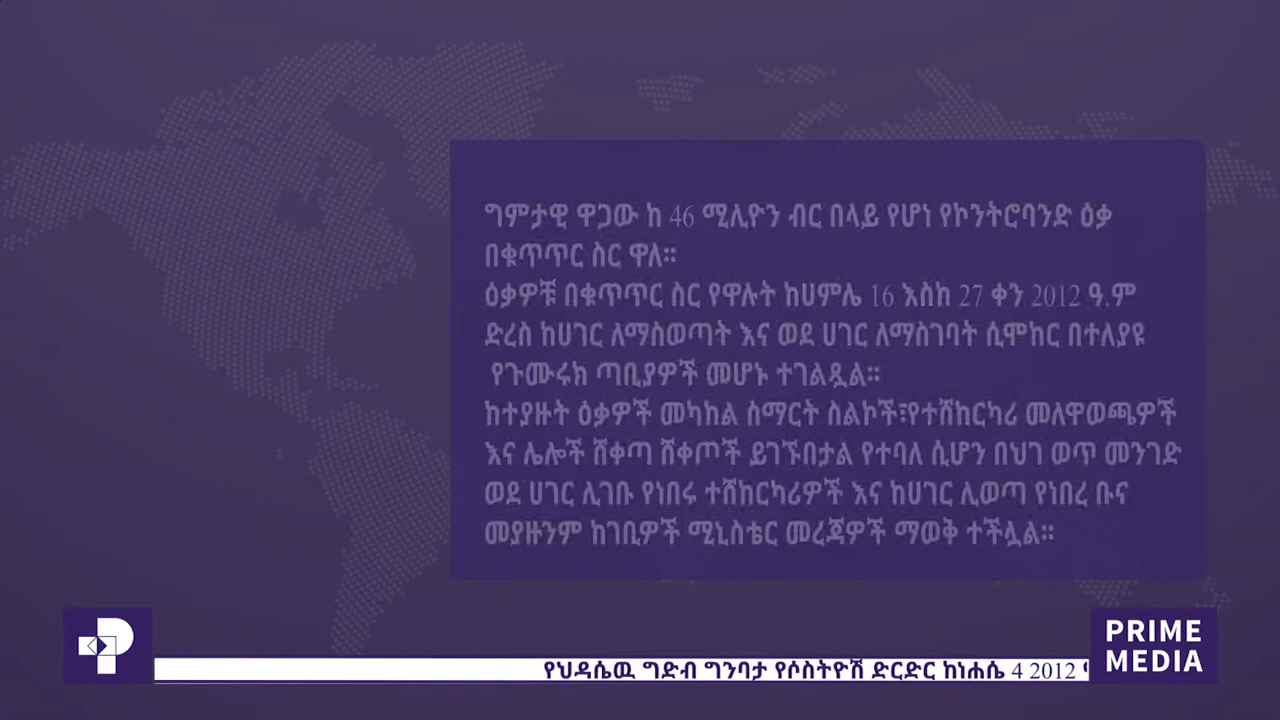 ግምታዊ ዋጋው ከ 46 ሚሊዮን ብር በላይ የሆነ የኮንትሮባንድ ዕቃ
በቁጥጥር ስር ዋለ።
ዕቃዎቹ በቁጥጥር ስር የዋሉት ከሀምሌ 16 እስከ 27 ቀን 2012 ዓ.ም
ድረስ ከሀገር ለማስወጣት እና ወደ ሀገር ለማስገባት ሲሞከር በተለያዩ
የጉሙሩክ ጣቢያዎች መሆኑ ተገልጿል።
ከተያዙት ዕቃዎች መካከል ስማርት ስልኮች፣የተሽከርካሪ መለዋወጫዎች
እና ሌሎች ሸቀጣ ሸቀጦች ይገኙበታል የተባለ ሲሆን በህገ ወጥ መንገድ
ወደ ሀገር ሊገቡ የነበሩ ተሸከርካሪዎች እና ከሀገር ሊወጣ የነበረ ቡና
መያዙንም ከገቢዎች ሚኒስቴር መረጃዎች ማወቅ ተችሏል።
የህዳሴዉ ግድብ ግንባታ የሶስትዮሽ ድርድር ከነሐሴ 4 2012
PRIME
MEDIA